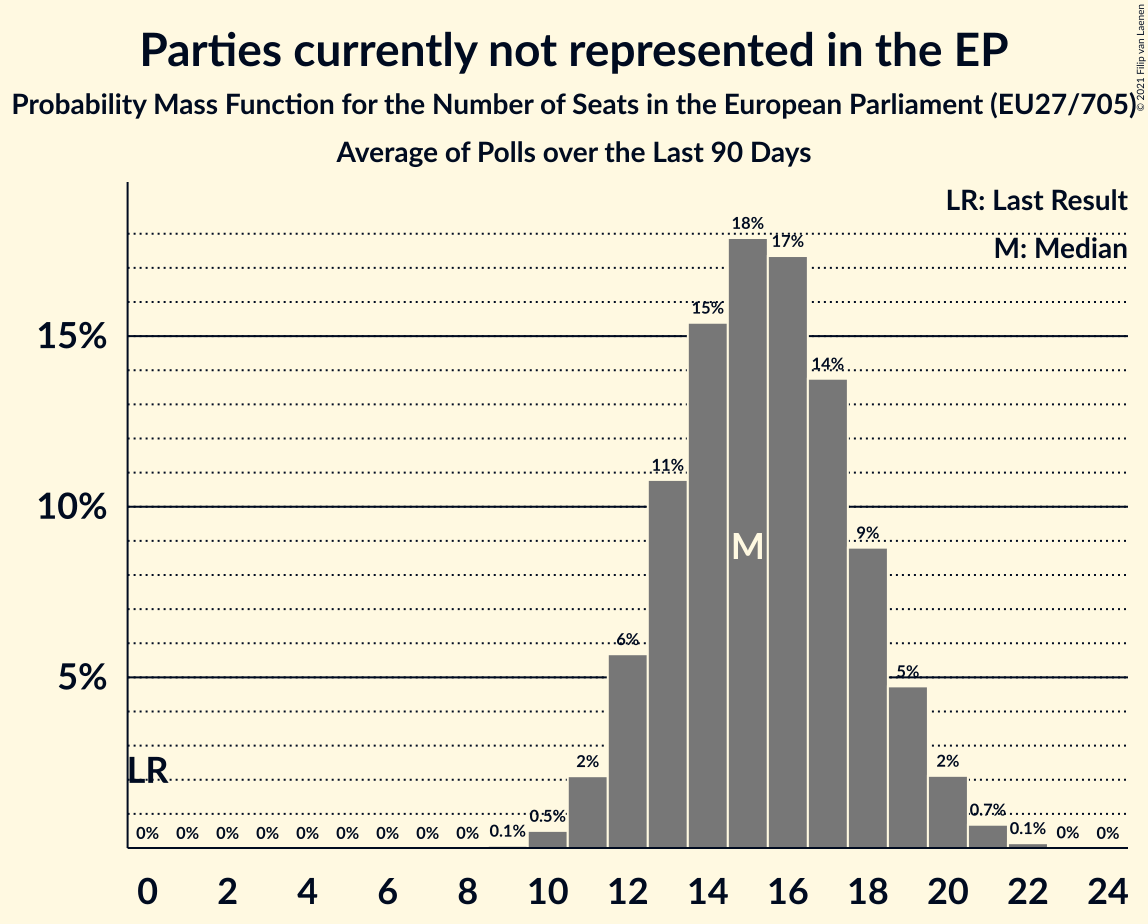 Parties currently not represented in the EP
Probability Mass Function for the Number of Seats in the European Parliament (EU27/705)
Average of Polls over the Last 90 Days
© 2021 Filip van Laenen
LR: Last Result
M: Median
15%
10%
5%
LR
M
0% 0% 0% 0% 0% 0% 0% 0% 0% 0.1% 0.5% 2% 6% 11% 15% 18% 17% 14% 9% 5% 2% 0.7% 0.1% 0% 0%
0 2 4 6 8 10 12 14 16 18 20 22 24